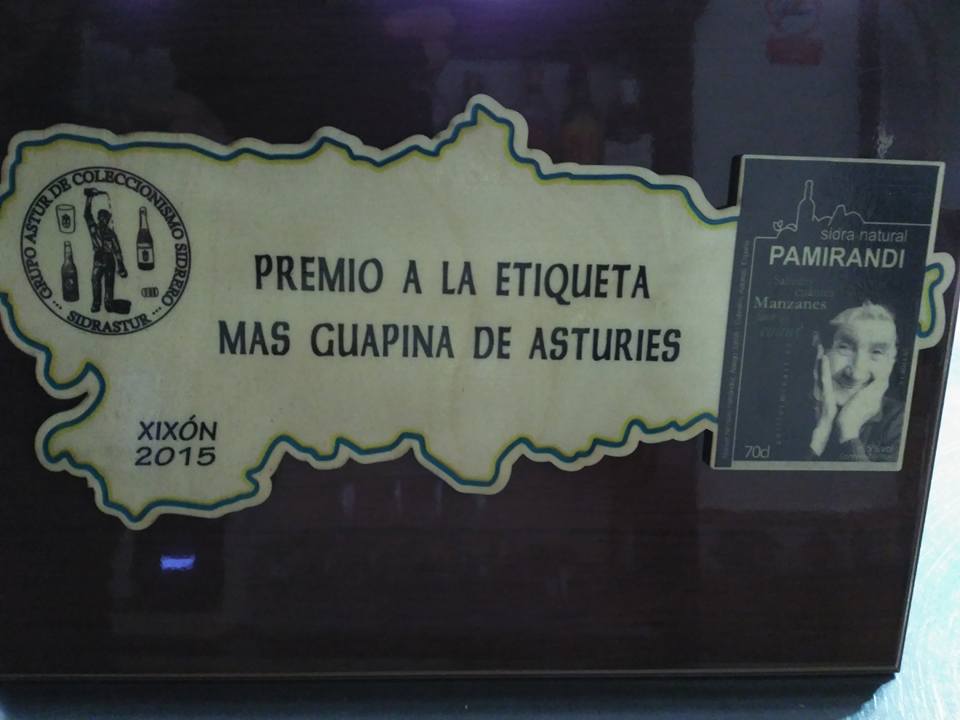 GRUPO ASTUR DE COLECCIONISMO SIDRERO
SIDRASTUR
PREMIO A LA ETIQUETA
MAS GUAPINA DE ASTURIES
XIXÓN
2015
sidra natural
PAMIRANDI
Manzanes
70cl